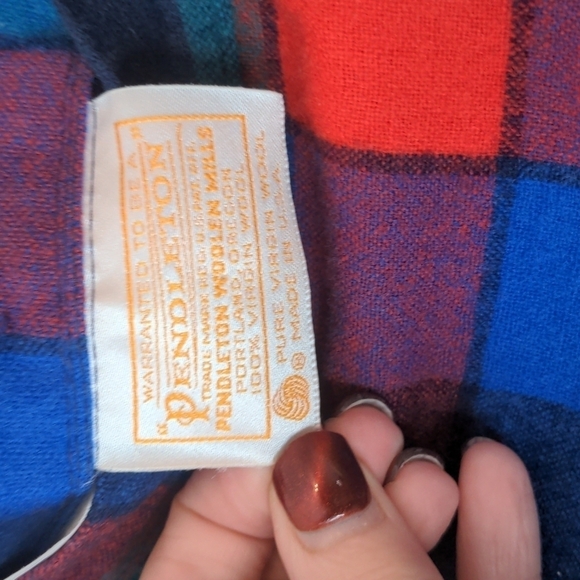 WARRANTED TO BE A
"PENDLETON"
TRADE MARK REG. U.S. PAT. OFF.
PENDLETON WOOLEN MILLS
PORTLAND, OREGON
100% VIRGIN WOOL
PURE VIRGIN WOOL
® MADE IN U.S.A.